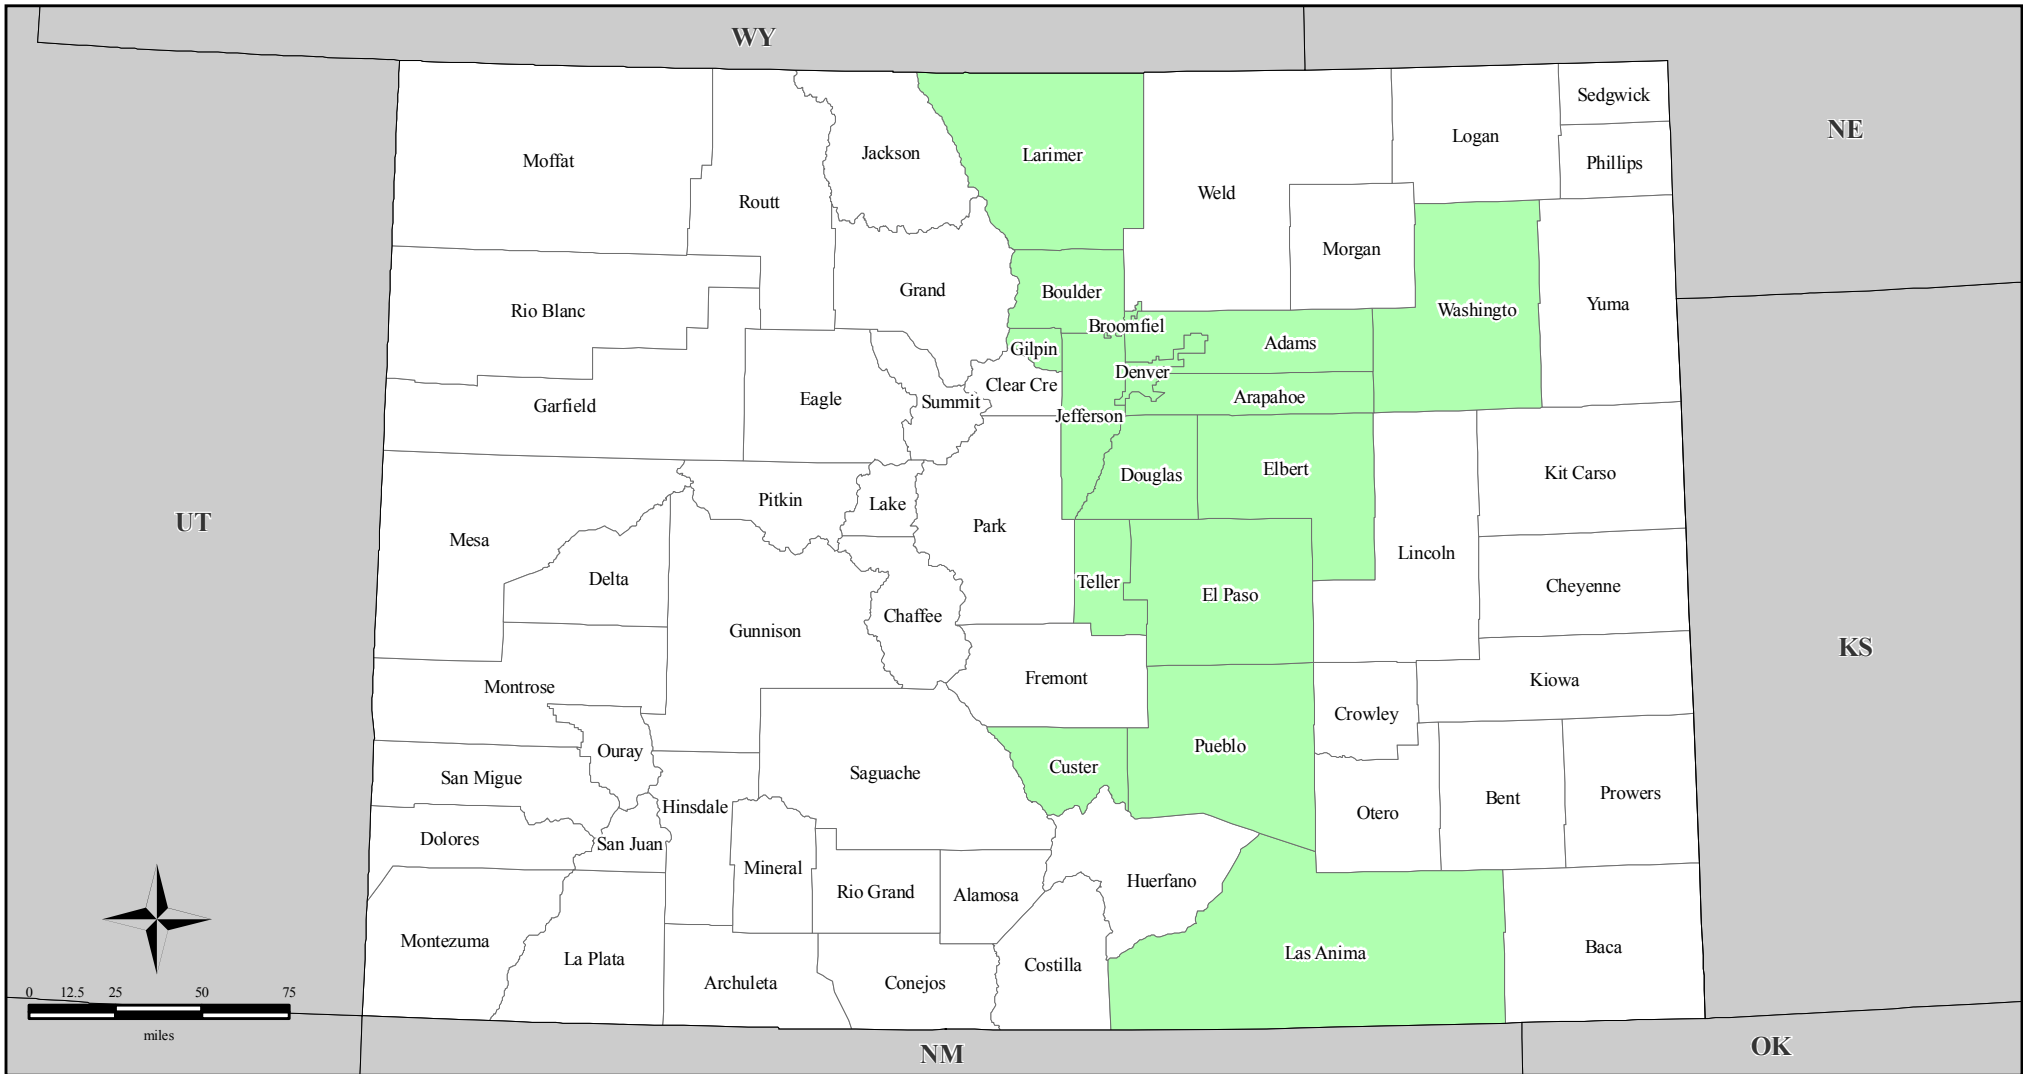 WY
NE
UT
KS
NM
OK
Moffat
Routt
Jackson
Larimer
Weld
Logan
Sedgwick
Phillips
Morgan
Washingto
Yuma
Rio Blanc
Grand
Boulder
Broomfiel
Adams
Gilpin
Denver
Clear Cre
Arapahoe
Garfield
Eagle
Summit
Jefferson
Douglas
Elbert
Kit Carso
Pitkin
Lake
Park
Mesa
Delta
Teller
El Paso
Lincoln
Cheyenne
Gunnison
Chaffee
Fremont
Kiowa
Montrose
Crowley
Ouray
Pueblo
San Migue
Saguache
Custer
Hinsdale
Otero
Bent
Prowers
Dolores
San Juan
Mineral
Rio Grand
Alamosa
Huerfano
Montezuma
La Plata
Archuleta
Conejos
Costilla
Las Anima
Baca
0 12.5 25 50 75
miles